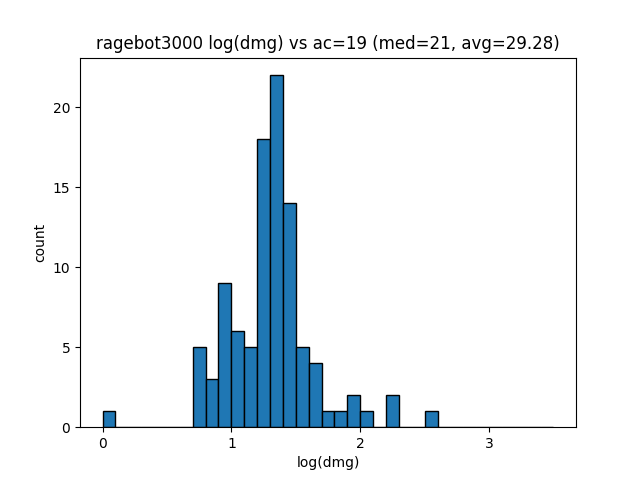 ragebot3000 log(dmg) vs ac=19 (med=21, avg=29.28)
20
15
10
5
0
count
0 1 2 3
log(dmg)